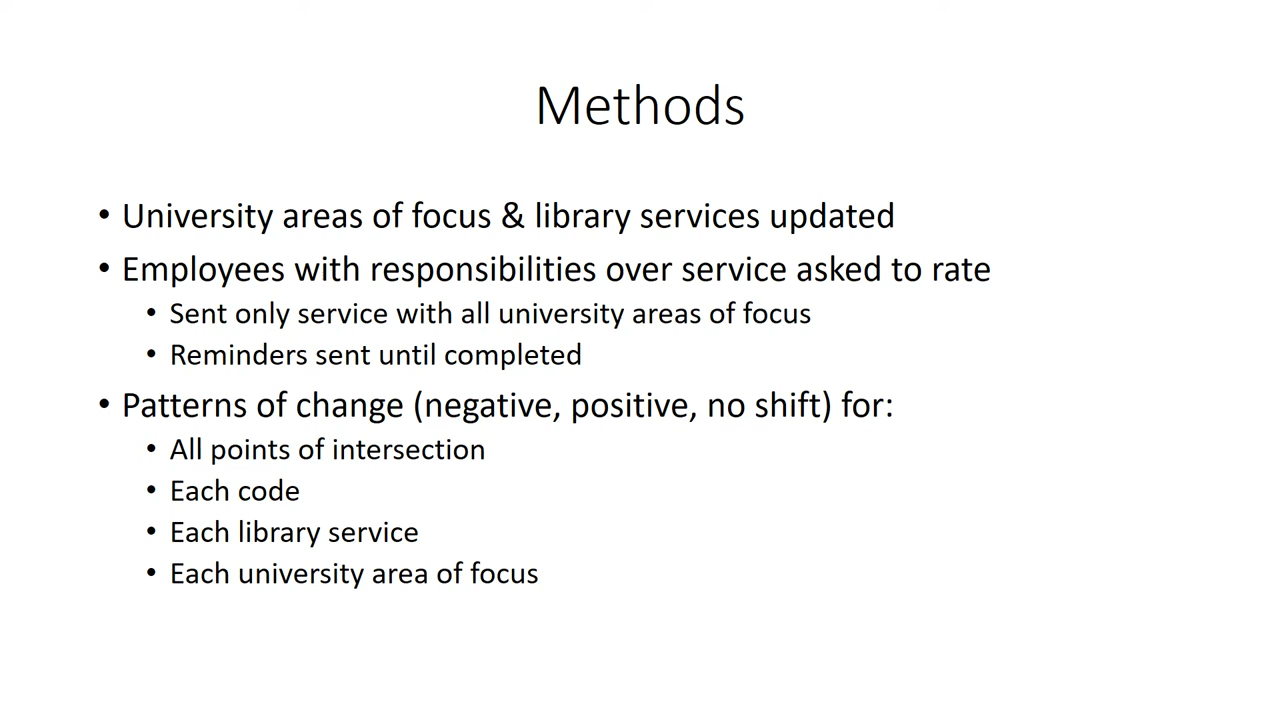 Methods
• University areas of focus & library services updated
• Employees with responsibilities over service asked to rate
• Sent only service with all university areas of focus
• Reminders sent until completed
• Patterns of change (negative, positive, no shift) for:
• All points of intersection
• Each code
• Each library service
• Each university area of focus